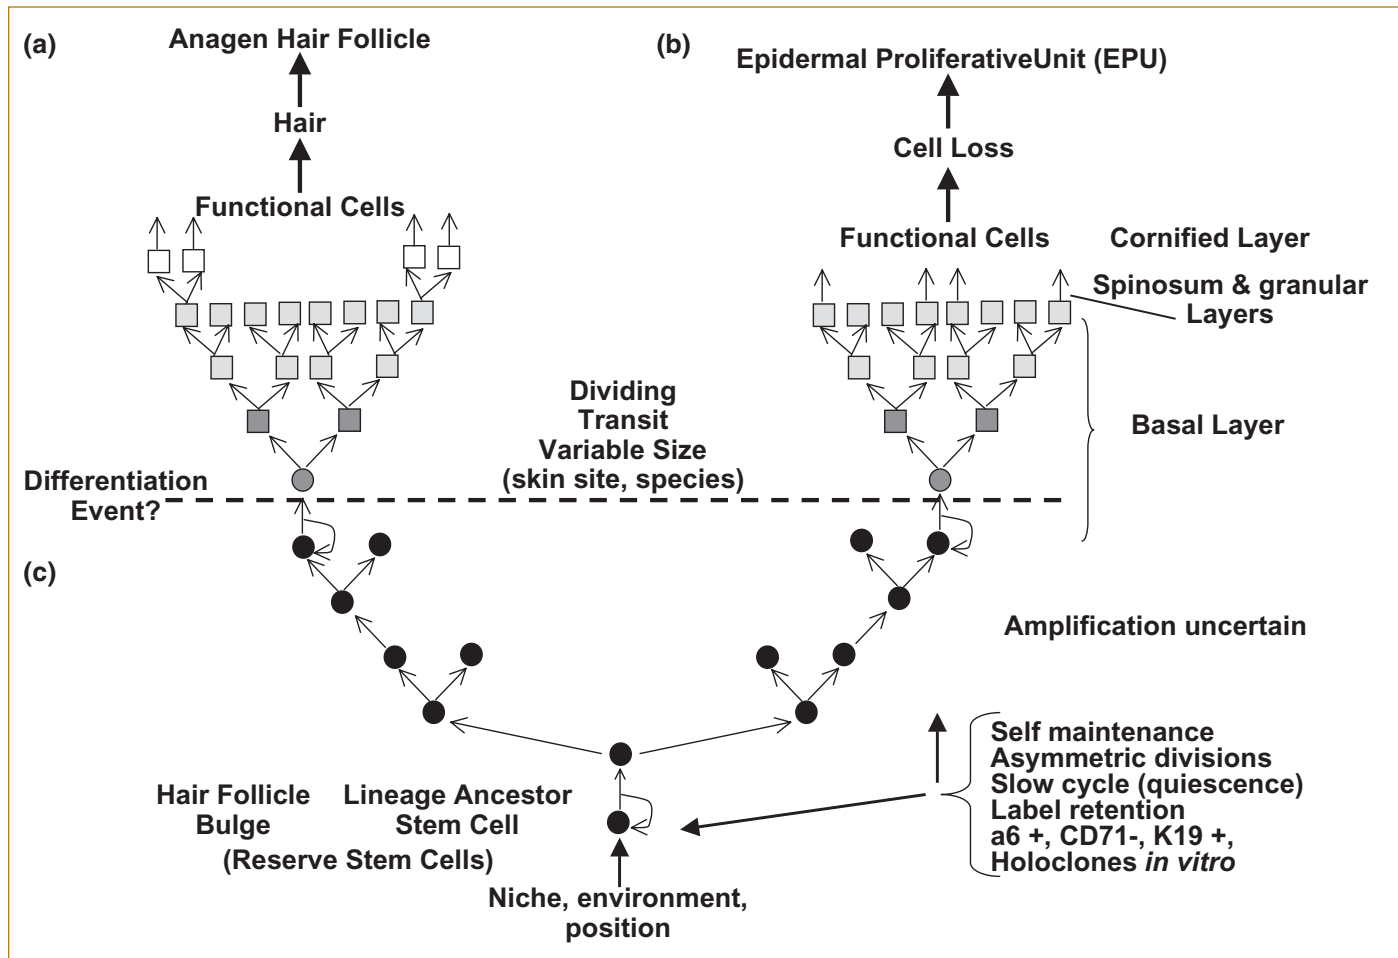 (a)
Anagen Hair Follicle
Hair
Functional Cells
(b)
Epidermal ProliferativeUnit (EPU)
Cell Loss
Functional Cells
Cornified Layer
Spinosum & granular
Layers
Basal Layer
Dividing
Transit
Variable Size
(skin site, species)
Differentiation
Event?
(c)
Amplification uncertain
Self maintenance
Asymmetric divisions
Slow cycle (quiescence)
Label retention
a6 +, CD71-, K19 +,
Holoclones in vitro
Hair Follicle
Bulge
Lineage Ancestor
Stem Cell
(Reserve Stem Cells)
Niche, environment,
position